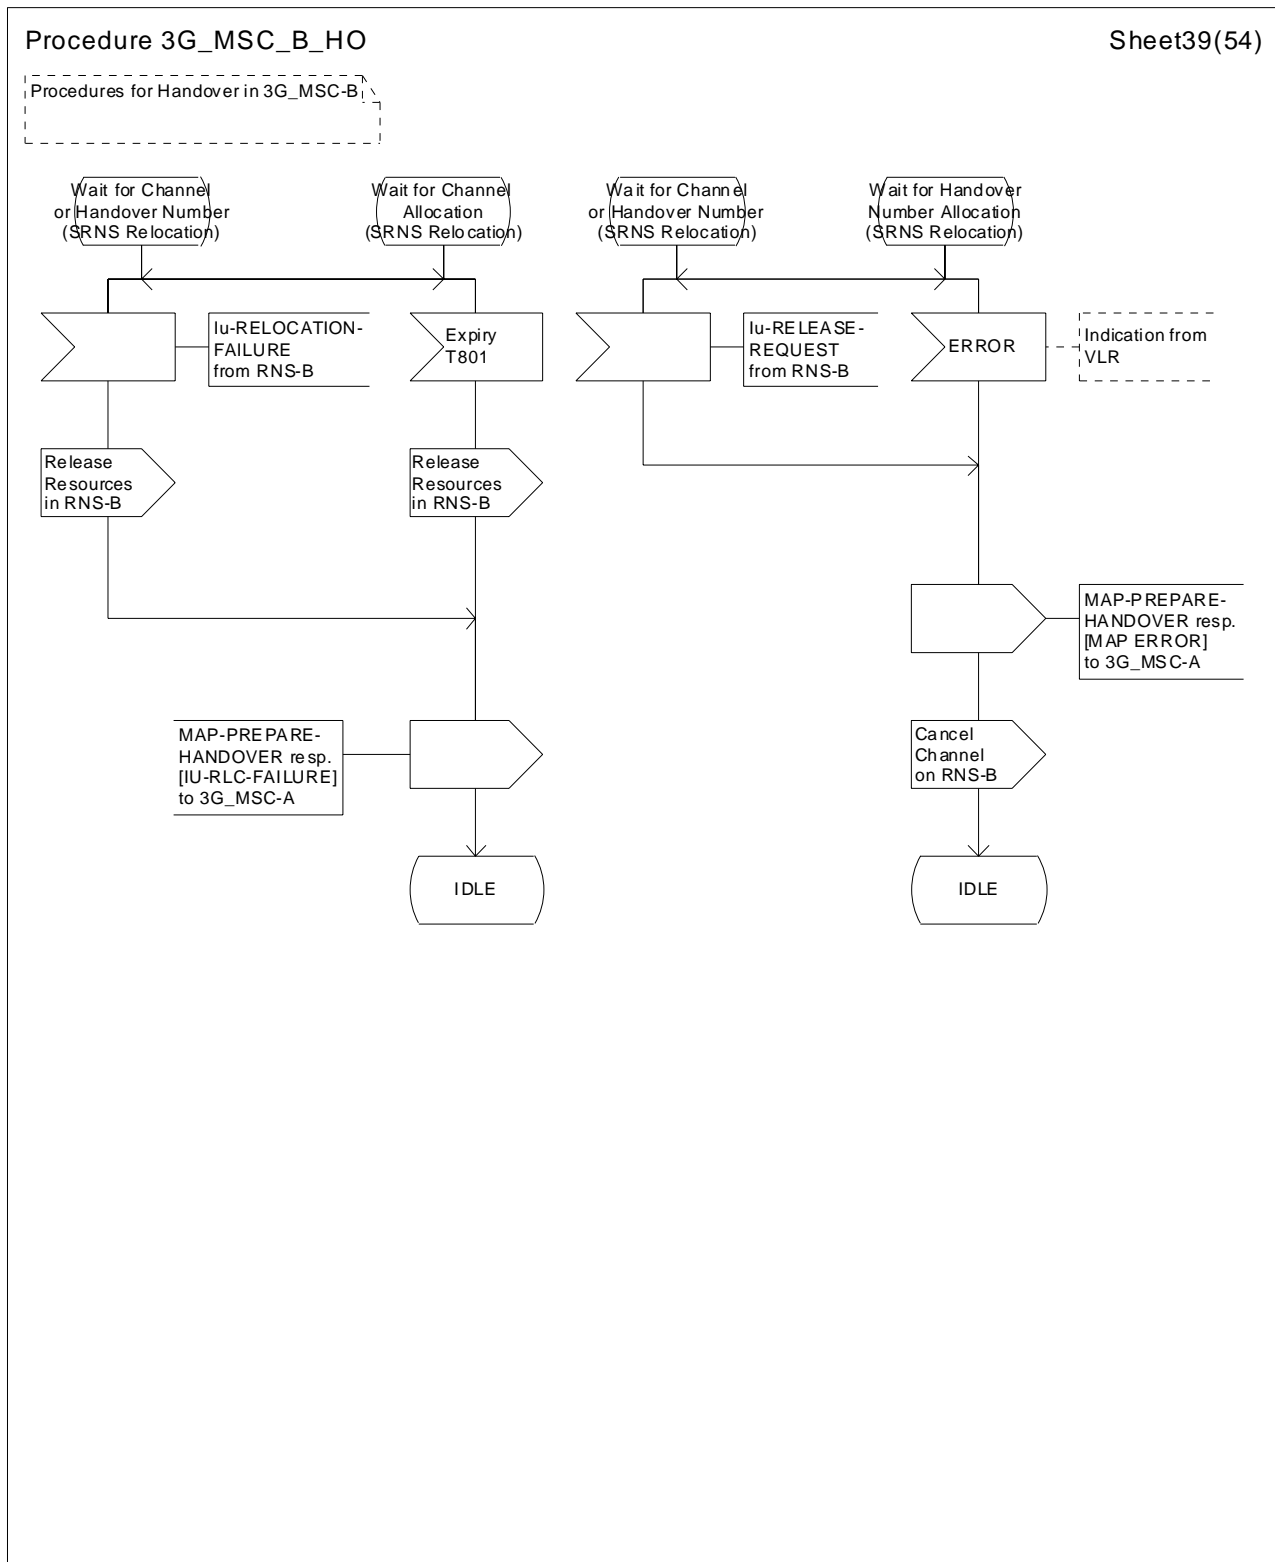 Procedure 3G_MSC_B_HO
Sheet39(54)
Procedures for Handover in 3G_MSC-B
Wait for Channel
or Handover Number
(SRNS Relocation)
Wait for Channel
Allocation
(SRNS Relocation)
Wait for Channel
or Handover Number
(SRNS Relocation)
Wait for Handover
Number Allocation
(SRNS Relocation)
Iu-RELOCATION-
FAILURE
from RNS-B
Expiry
T801
Iu-RELEASE-
REQUEST
from RNS-B
ERROR
Indication from
VLR
Release
Resources
in RNS-B
Release
Resources
in RNS-B
MAP-PREPARE-
HANDOVER resp.
[MAP ERROR]
to 3G_MSC-A
MAP-PREPARE-
HANDOVER resp.
[IU-RLC-FAILURE]
to 3G_MSC-A
Cancel
Channel
on RNS-B
IDLE
IDLE